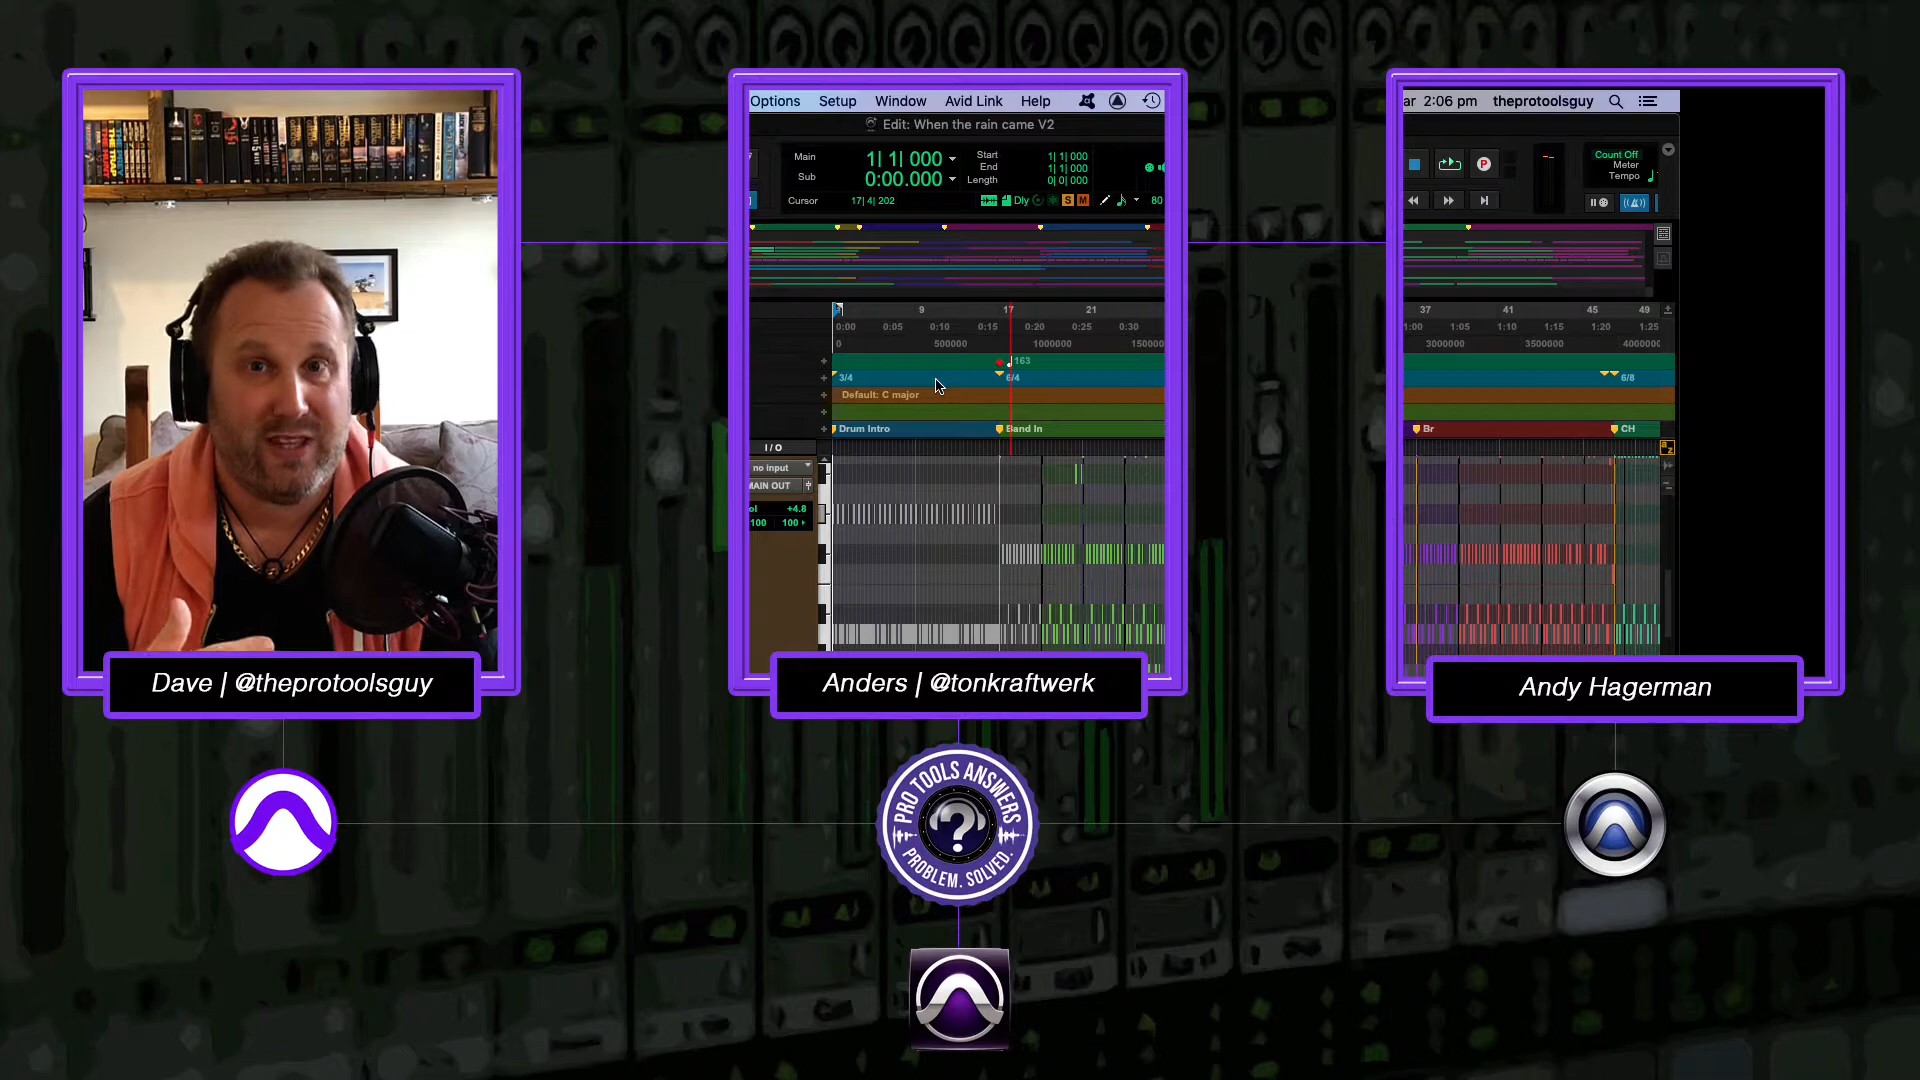 Options Setup Window Avid Link Help
Edit: When the rain came V2
Main 1| 1| 000
Sub 0:00.000
Start 1| 1| 000
End 1| 1| 000
Length 0| 0| 000
Cursor 17| 4| 202
Dly
S M
80
9 17 21
0:00 0:05 0:10 0:15 0:20 0:25 0:30
0 500000 1000000 150000
163
3/4 6/4
Default: C major
Drum Intro Band In
I / O
no input
MAIN OUT
ol +4.8
100 100
ar 2:06 pm theprotoolsguy
P
Count Off
Meter
Tempo
37 41 45 49
1:00 1:05 1:10 1:15 1:20 1:25
3000000 3500000 4000000
6/8
Br CH
a z
Dave | @theprotoolsguy
Anders | @tonkraftwerk
Andy Hagerman
PRO TOOLS ANSWERS
?
PROBLEM. SOLVED.